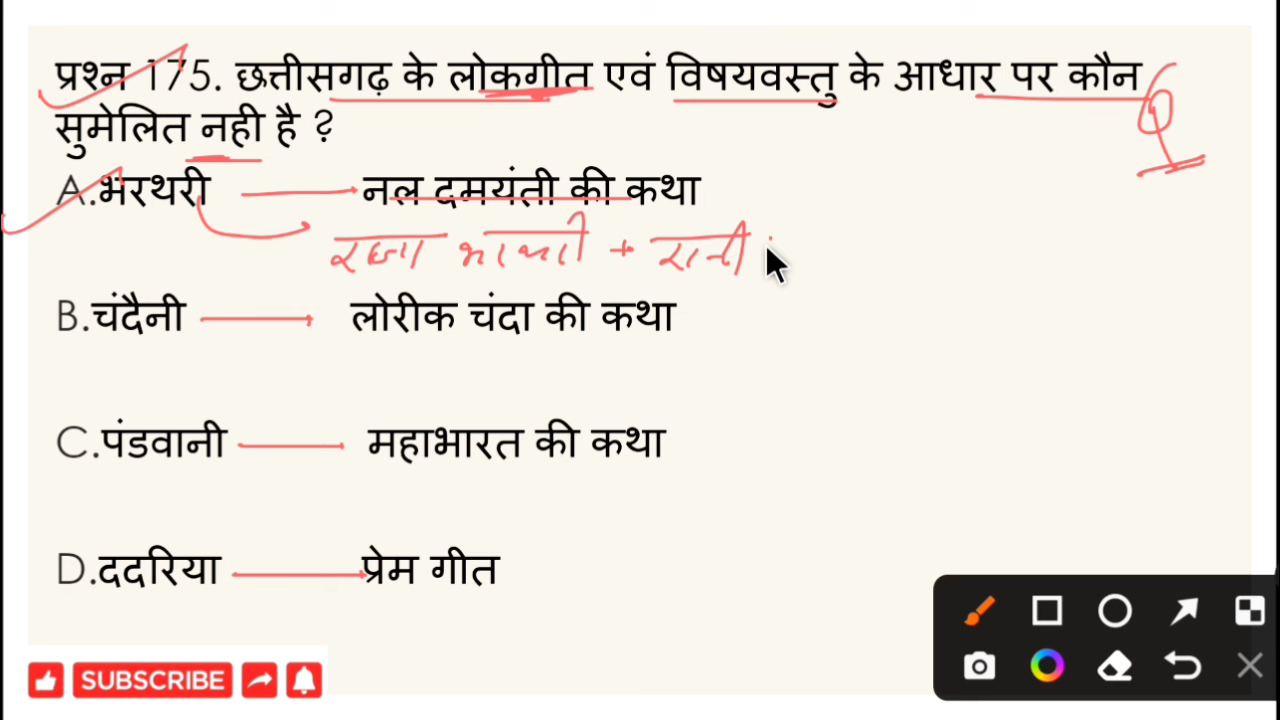 प्रश्न 175. छत्तीसगढ़ के लोकगीत एवं विषयवस्तु के आधार पर कौन
सुमेलित नही है ?
A.भरथरी नल दमयंती की कथा
रानी
B.चंदैनी लोरीक चंदा की कथा
C.पंडवानी महाभारत की कथा
D.ददरिया प्रेम गीत
SUBSCRIBE